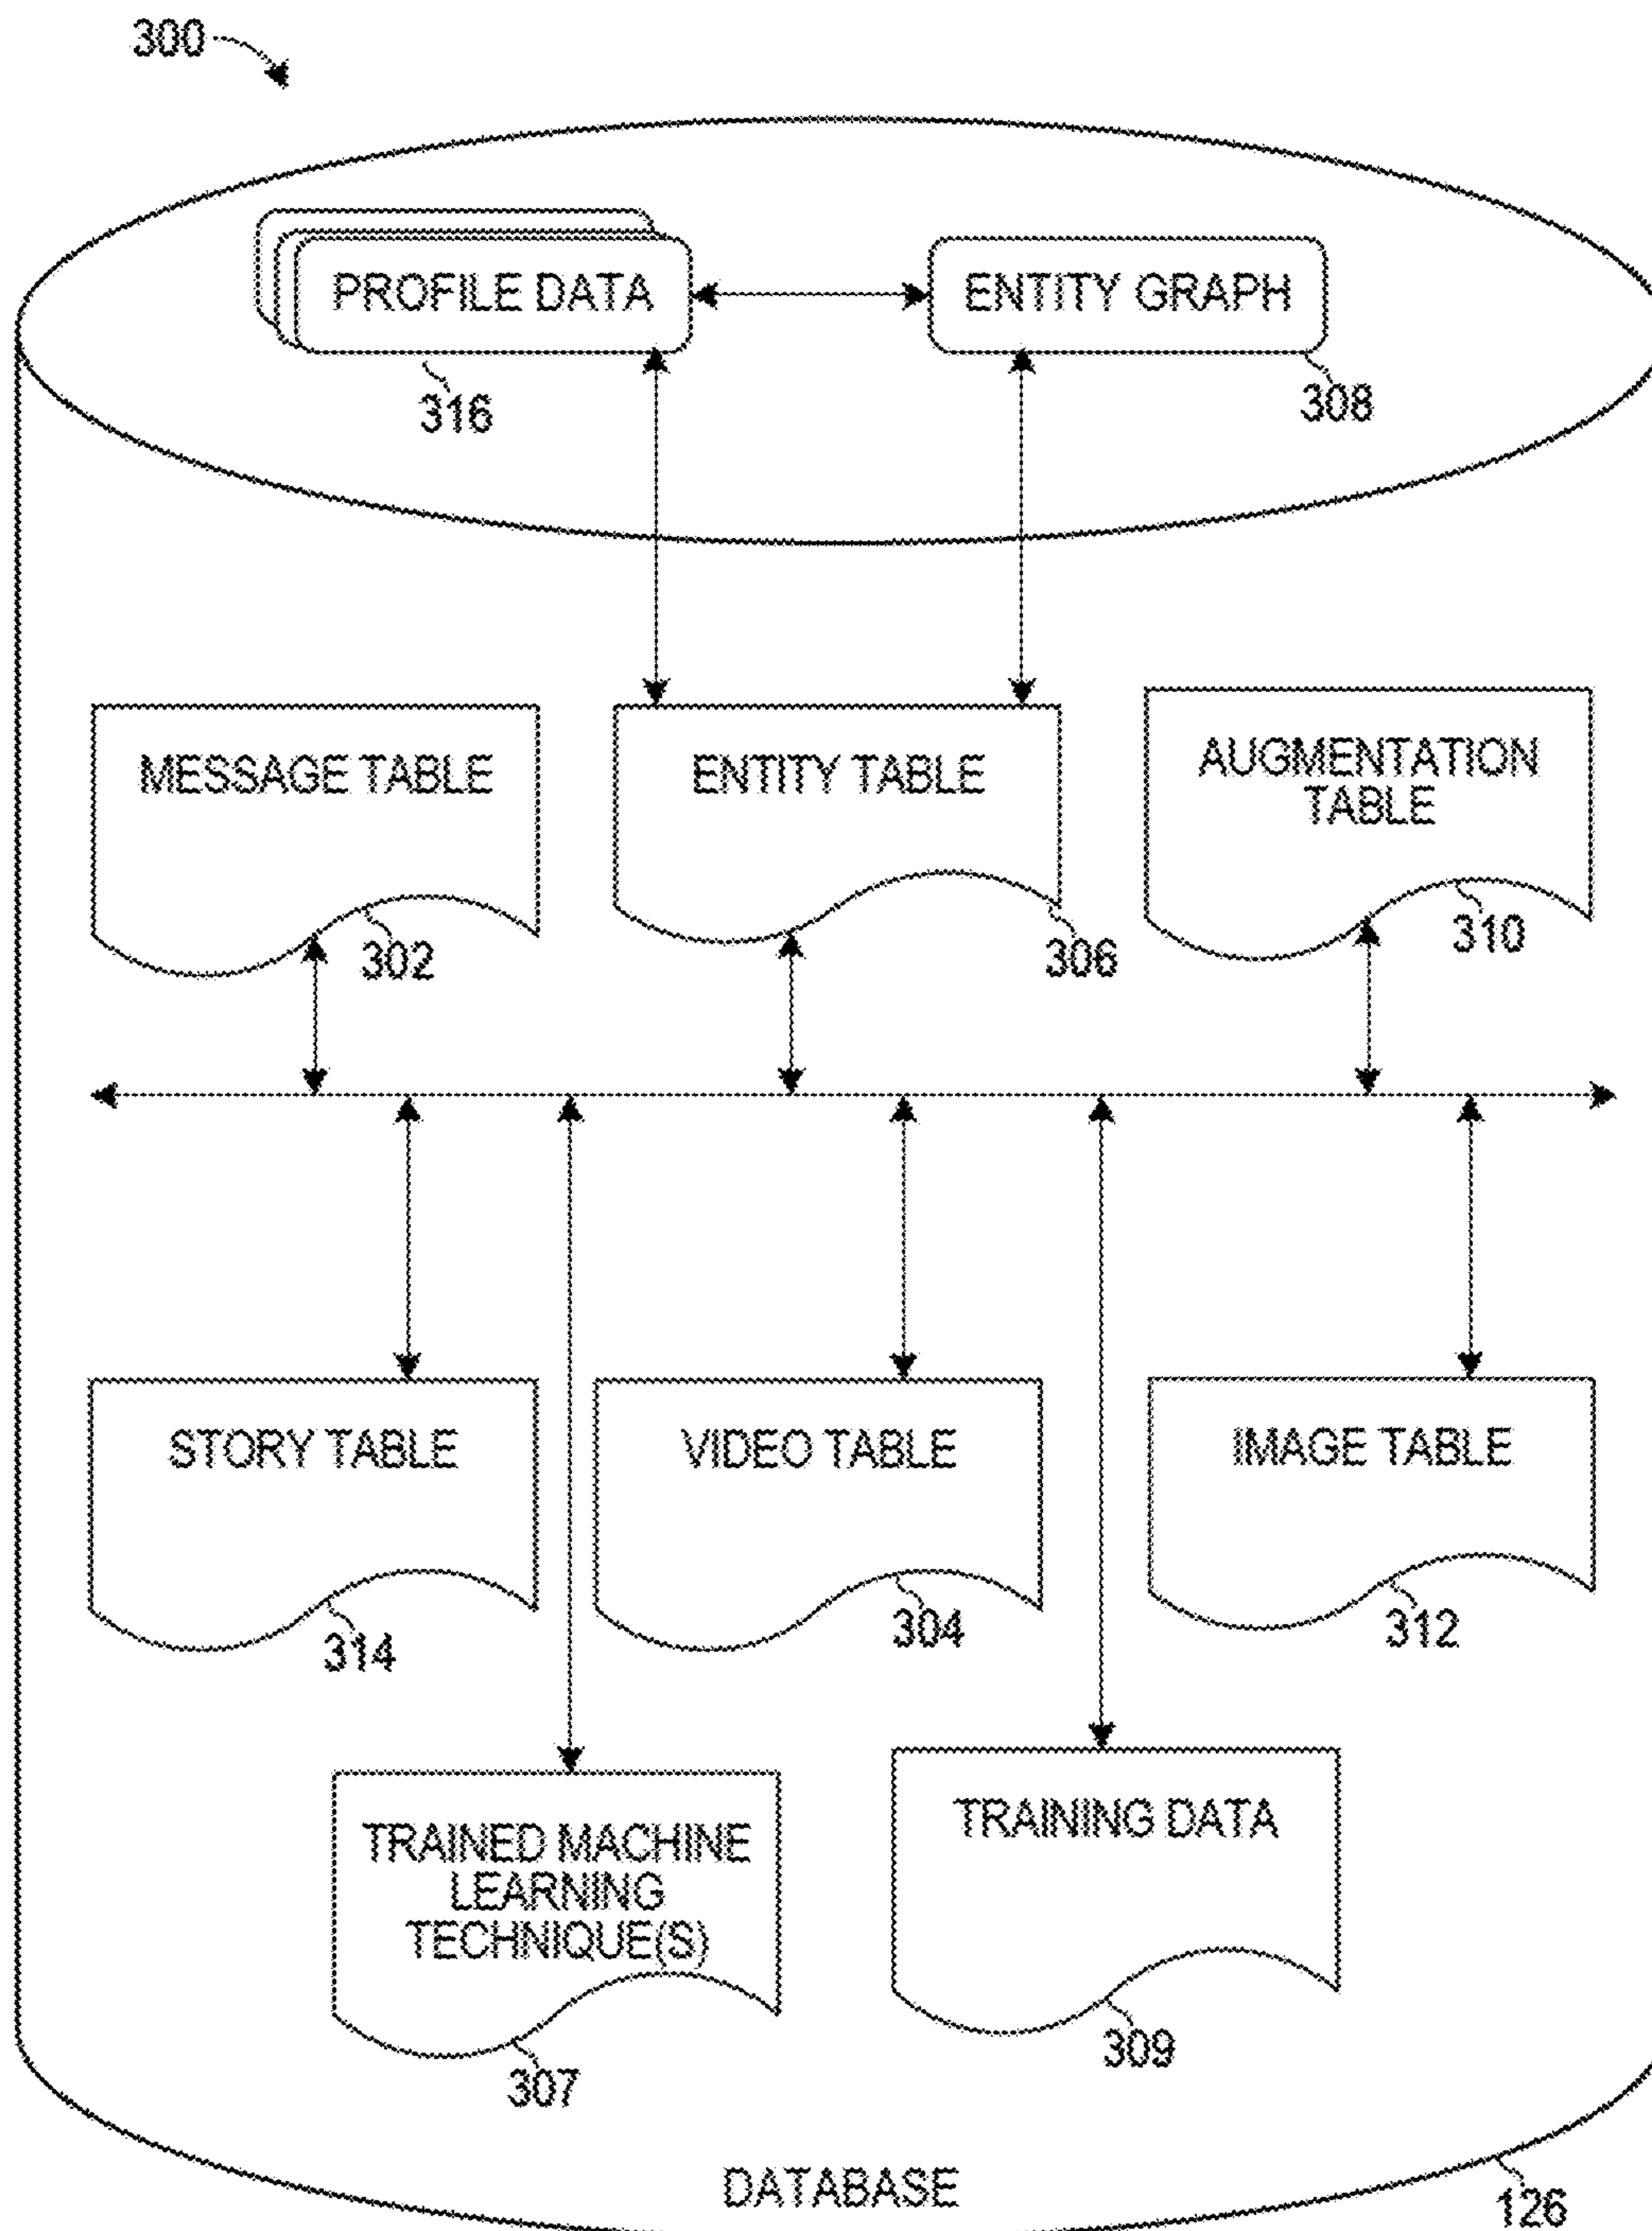 300
PROFILE DATA
ENTITY GRAPH
316
308
MESSAGE TABLE
ENTITY TABLE
AUGMENTATION
TABLE
302
306
310
STORY TABLE
VIDEO TABLE
IMAGE TABLE
314
304
312
TRAINED MACHINE
LEARNING
TECHNIQUE(S)
TRAINING DATA
307
309
DATABASE
126